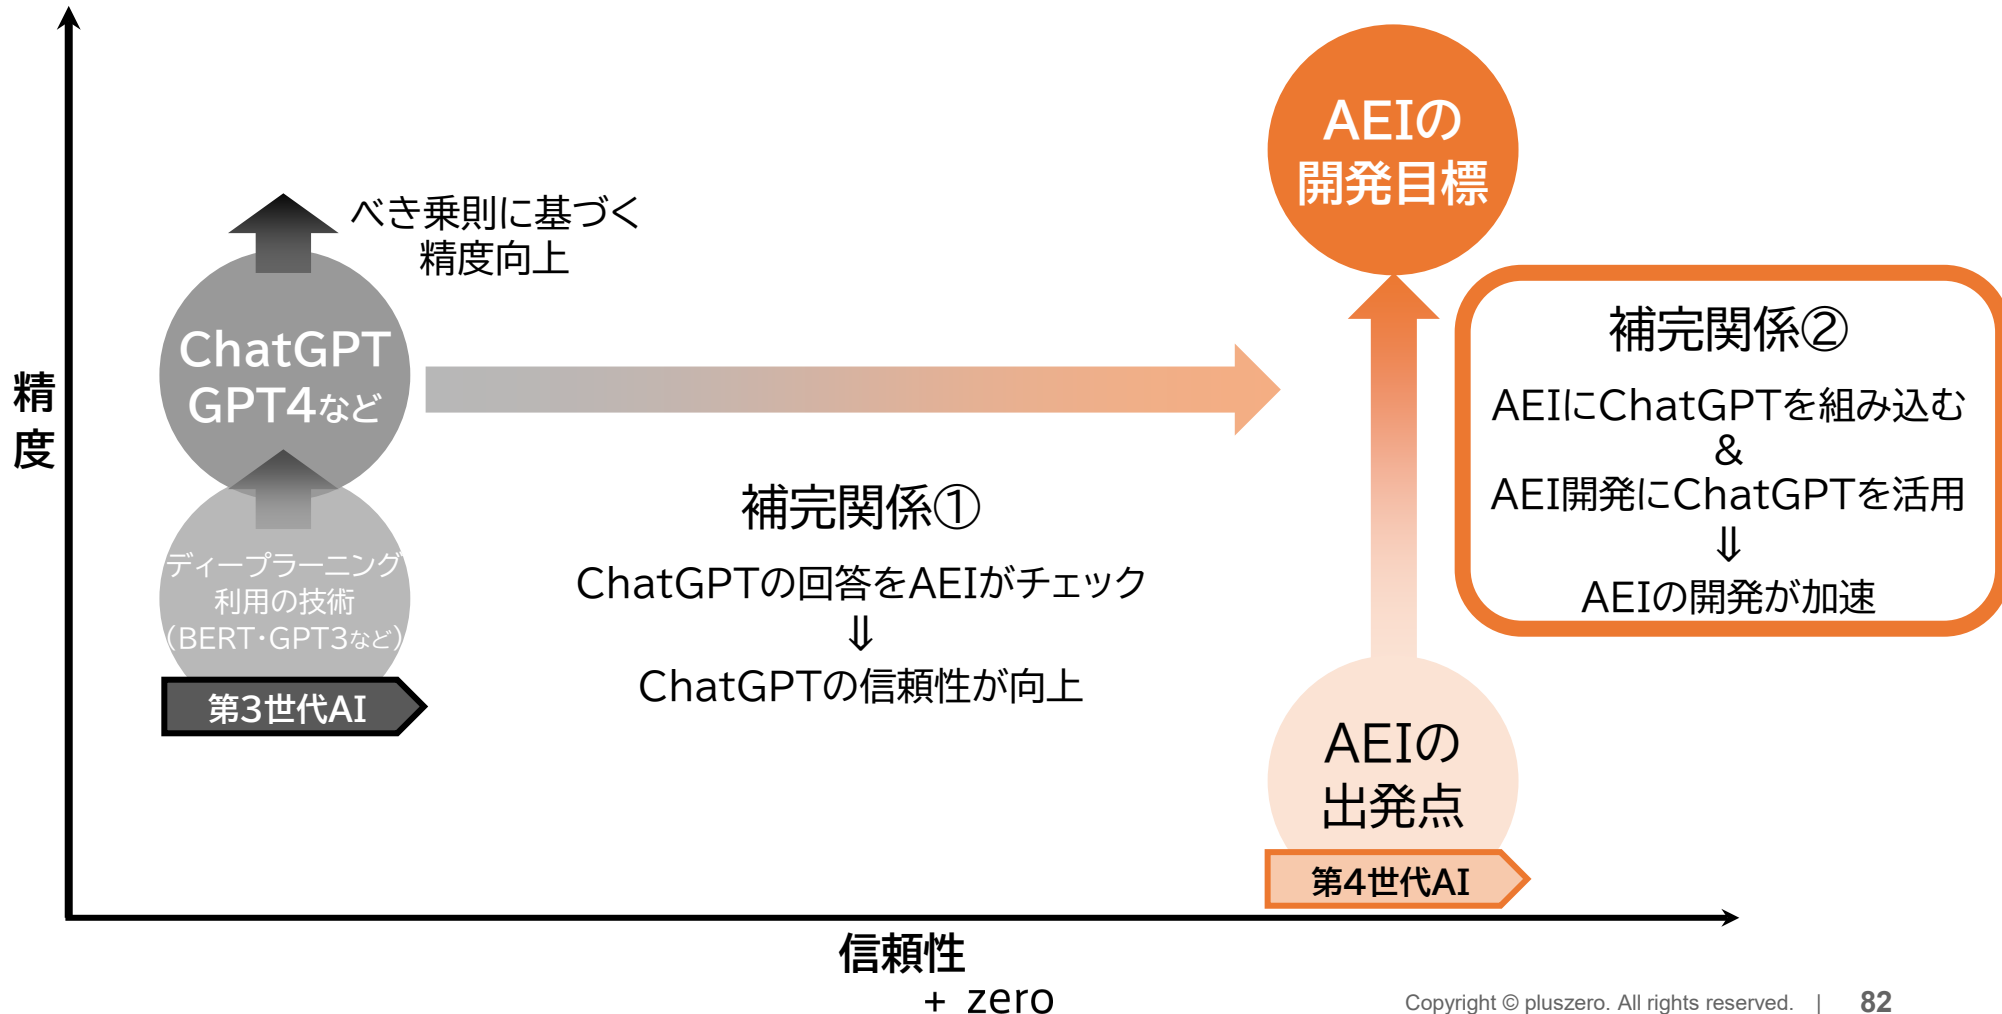 精
度
べき乗則に基づく
精度向上
ChatGPT
GPT4など
ディープラーニング
利用の技術
(BERT・GPT3など)
第3世代AI
補完関係①
ChatGPTの回答をAEIがチェック
⇓
ChatGPTの信頼性が向上
AEIの
開発目標
補完関係②
AEIにChatGPTを組み込む
&
AEI開発にChatGPTを活用
⇓
AEIの開発が加速
AEIの
出発点
第4世代AI
信頼性
+ zero
Copyright © pluszero. All rights reserved. | 82